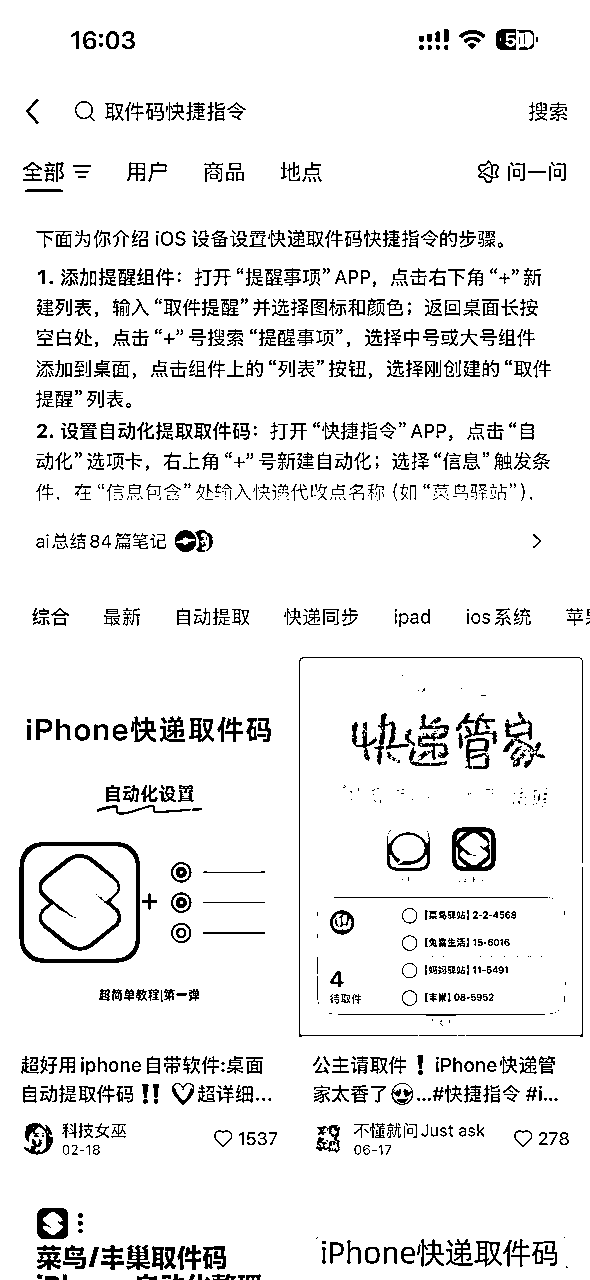 16:03
取件码快捷指令
搜索
全部
用户
商品
地点
问一问
下面为你介绍 iOS 设备设置快递取件码快捷指令的步骤。
1. 添加提醒组件：打开“提醒事项”APP，点击右下角“+”新
建列表，输入“取件提醒”并选择图标和颜色；返回桌面长按
空白处，点击“+”号搜索“提醒事项”，选择中号或大号组件
添加到桌面，点击组件上的“列表”按钮，选择刚创建的“取件
提醒”列表。
2. 设置自动化提取取件码：打开“快捷指令”APP，点击“自
动化”选项卡，右上角“+”号新建自动化；选择“信息”触发条
件，在“信息包含”处输入快递代收点名称（如“菜鸟驿站”），
ai总结84篇笔记
综合
最新
自动提取
快递同步
ipad
ios系统
苹果
iPhone快递取件码
自动化设置
+
超简单教程|第一弹
快递管家
【菜鸟驿站】2-2-4568
【兔喜生活】15-6016
【妈妈驿站】11-5491
【丰巢】08-5952
4
待取件
超好用iphone自带软件:桌面
自动提取件码‼️ ♡超详细...
科技女巫
02-18
1537
公主请取件❗ iPhone快递管
家太香了😍...#快捷指令 #i...
不懂就问Just ask
06-17
278
菜鸟/丰巢取件码
iPhone快递取件码